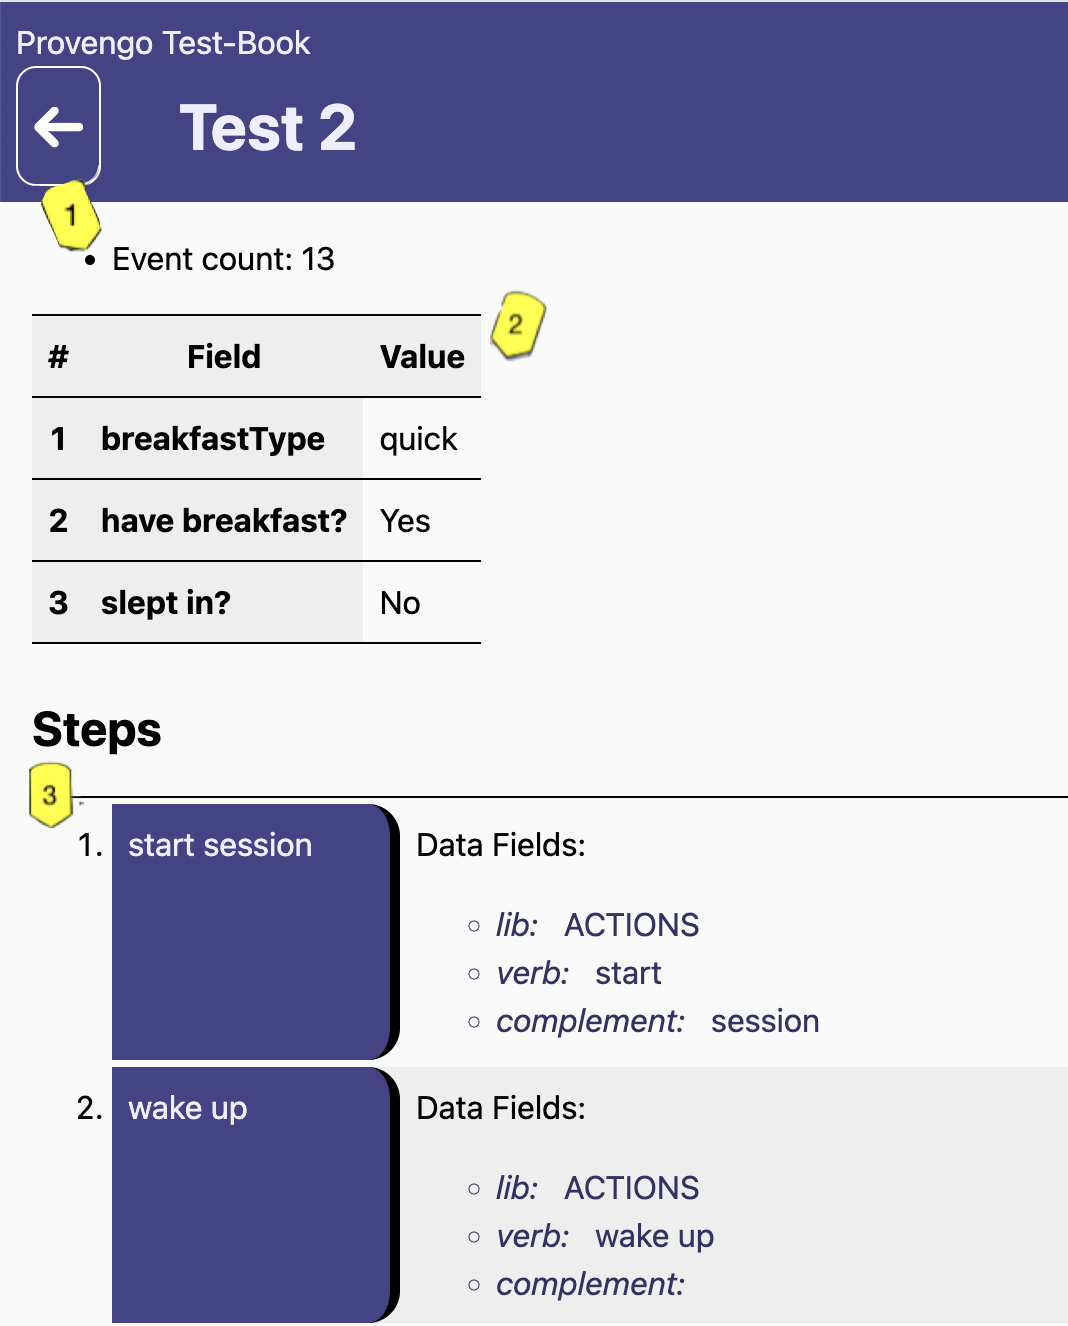 Provengo Test-Book
Test 2
1
• Event count: 13
2
# Field Value
1 breakfastType quick
2 have breakfast? Yes
3 slept in? No
Steps
3
1. start session Data Fields:
◦ lib: ACTIONS
◦ verb: start
◦ complement: session
2. wake up Data Fields:
◦ lib: ACTIONS
◦ verb: wake up
◦ complement: